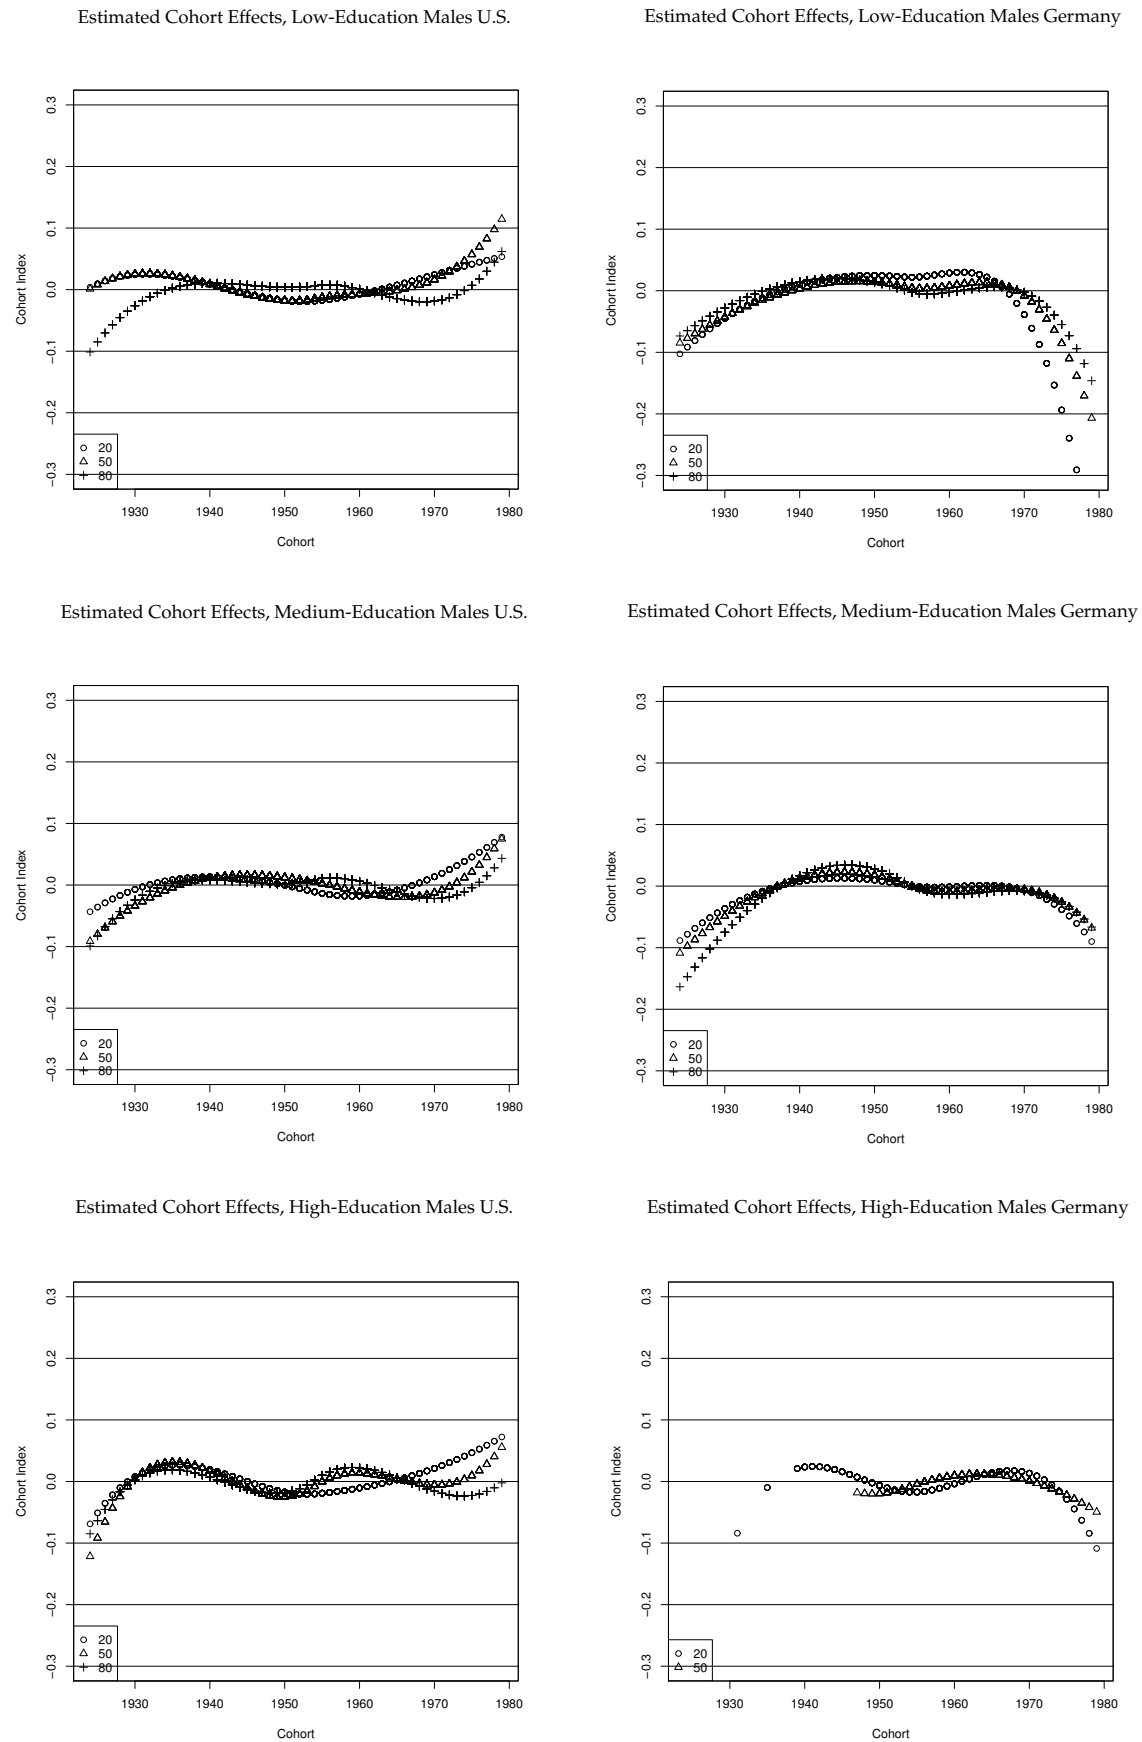 Estimated Cohort Effects, Low-Education Males U.S.
Cohort Index
0.3
0.2
0.1
0.0
−0.1
−0.2
−0.3
20
50
80
1930 1940 1950 1960 1970 1980
Cohort
Estimated Cohort Effects, Low-Education Males Germany
Cohort Index
0.3
0.2
0.1
0.0
−0.1
−0.2
−0.3
20
50
80
1930 1940 1950 1960 1970 1980
Cohort
Estimated Cohort Effects, Medium-Education Males U.S.
Cohort Index
0.3
0.2
0.1
0.0
−0.1
−0.2
−0.3
20
50
80
1930 1940 1950 1960 1970 1980
Cohort
Estimated Cohort Effects, Medium-Education Males Germany
Cohort Index
0.3
0.2
0.1
0.0
−0.1
−0.2
−0.3
20
50
80
1930 1940 1950 1960 1970 1980
Cohort
Estimated Cohort Effects, High-Education Males U.S.
Cohort Index
0.3
0.2
0.1
0.0
−0.1
−0.2
−0.3
20
50
80
1930 1940 1950 1960 1970 1980
Cohort
Estimated Cohort Effects, High-Education Males Germany
Cohort Index
0.3
0.2
0.1
0.0
−0.1
−0.2
−0.3
20
50
1930 1940 1950 1960 1970 1980
Cohort